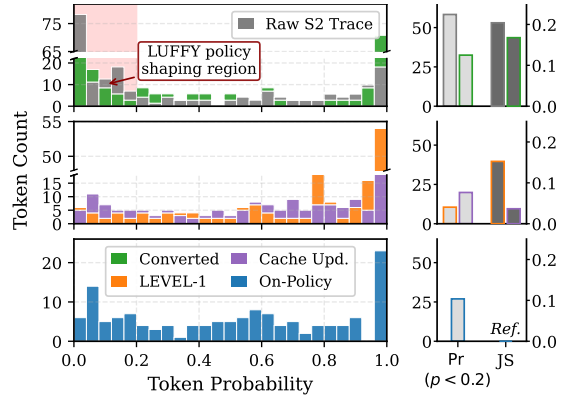 75
65
20
10
0
Raw S2 Trace
LUFFY policy
shaping region
50
25
0
0.2
0.1
0.0
Token Count
55
50
15
10
5
0
50
25
0
0.2
0.1
0.0
20
10
0
Converted
Cache Upd.
LEVEL-1
On-Policy
50
25
0
Ref.
0.2
0.1
0.0
0.0 0.2 0.4 0.6 0.8 1.0
Token Probability
Pr JS
(p < 0.2)